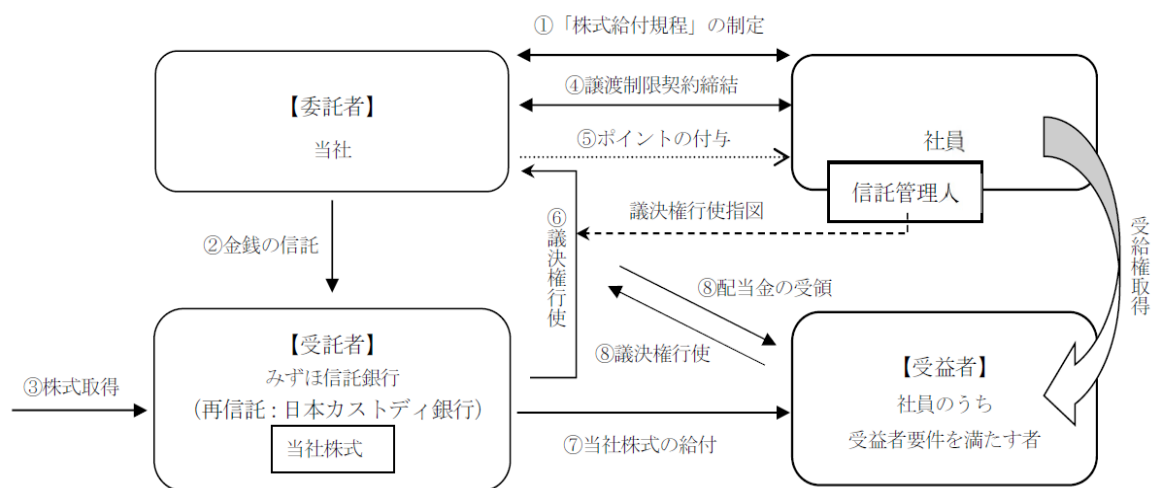 ①「株式給付規程」の制定
④譲渡制限契約締結
【委託者】
当社
⑤ポイントの付与
社員
信託管理人
議決権行使指図
⑥議決権行使
②金銭の信託
受給権取得
⑧配当金の受領
⑧議決権行使
【受託者】
みずほ信託銀行
（再信託：日本カストディ銀行）
当社株式
③株式取得
⑦当社株式の給付
【受益者】
社員のうち
受益者要件を満たす者